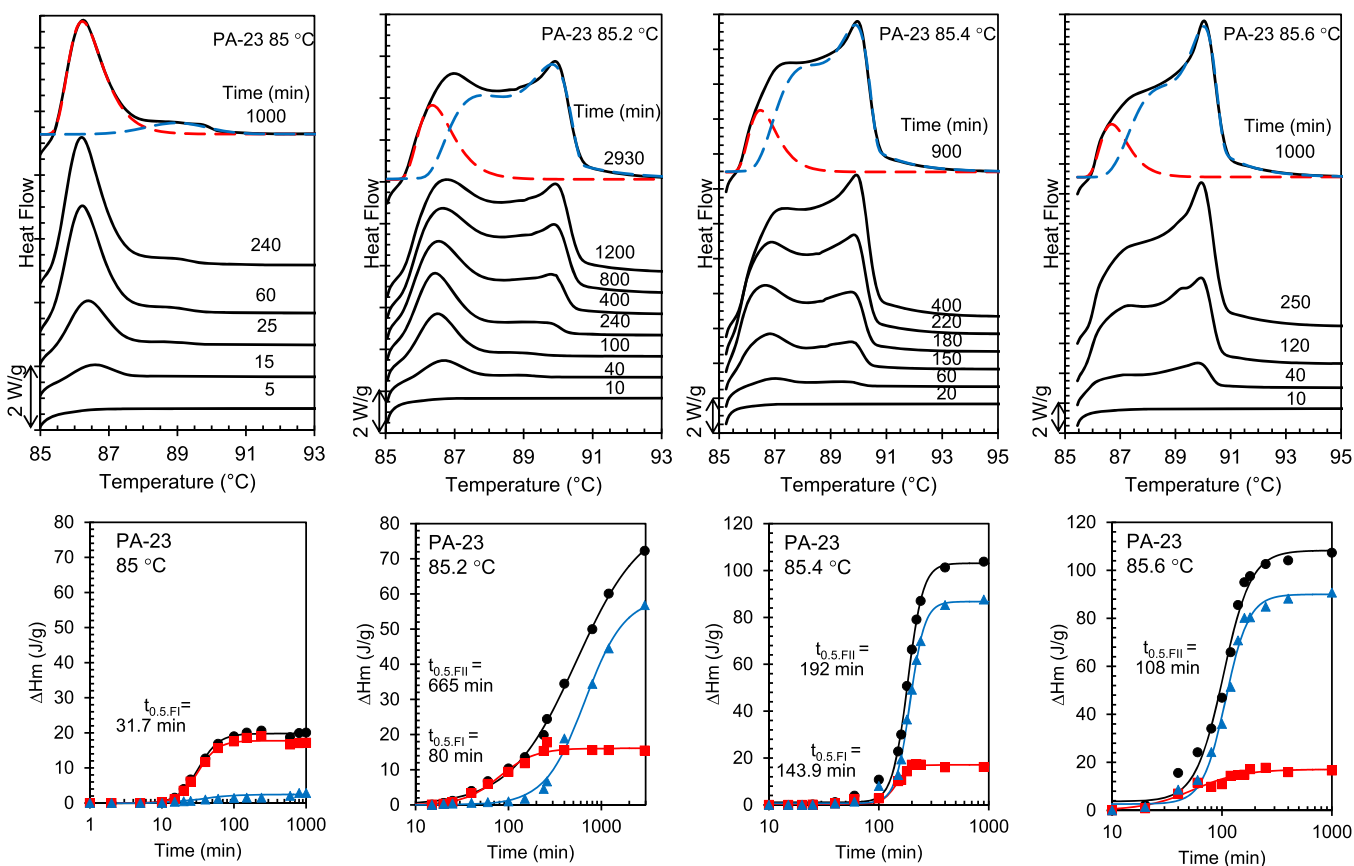 PA-23 85 °C
Time (min)
1000
240
60
25
15
5
2 W/g
Heat Flow
85 87 89 91 93
Temperature (°C)
PA-23 85.2 °C
Time (min)
2930
1200
800
400
240
100
40
10
2 W/g
Heat Flow
85 87 89 91 93
Temperature (°C)
PA-23 85.4 °C
Time (min)
900
400
220
180
150
60
20
2 W/g
Heat Flow
85 87 89 91 93 95
Temperature (°C)
PA-23 85.6 °C
Time (min)
1000
250
120
40
10
2 W/g
Heat Flow
85 87 89 91 93 95
Temperature (°C)
80
70
60
50
40
30
20
10
0
ΔHm (J/g)
PA-23
85 °C
t0.5.FI=
31.7 min
1 10 100 1000
Time (min)
80
70
60
50
40
30
20
10
0
ΔHm (J/g)
PA-23
85.2 °C
t0.5.FII=
665 min
t0.5.FI=
80 min
10 100 1000
Time (min)
120
100
80
60
40
20
0
ΔHm (J/g)
PA-23
85.4 °C
t0.5.FII=
192 min
t0.5.FI=
143.9 min
10 100 1000
Time (min)
120
100
80
60
40
20
0
ΔHm (J/g)
PA-23
85.6 °C
t0.5.FII=
108 min
10 100 1000
Time (min)